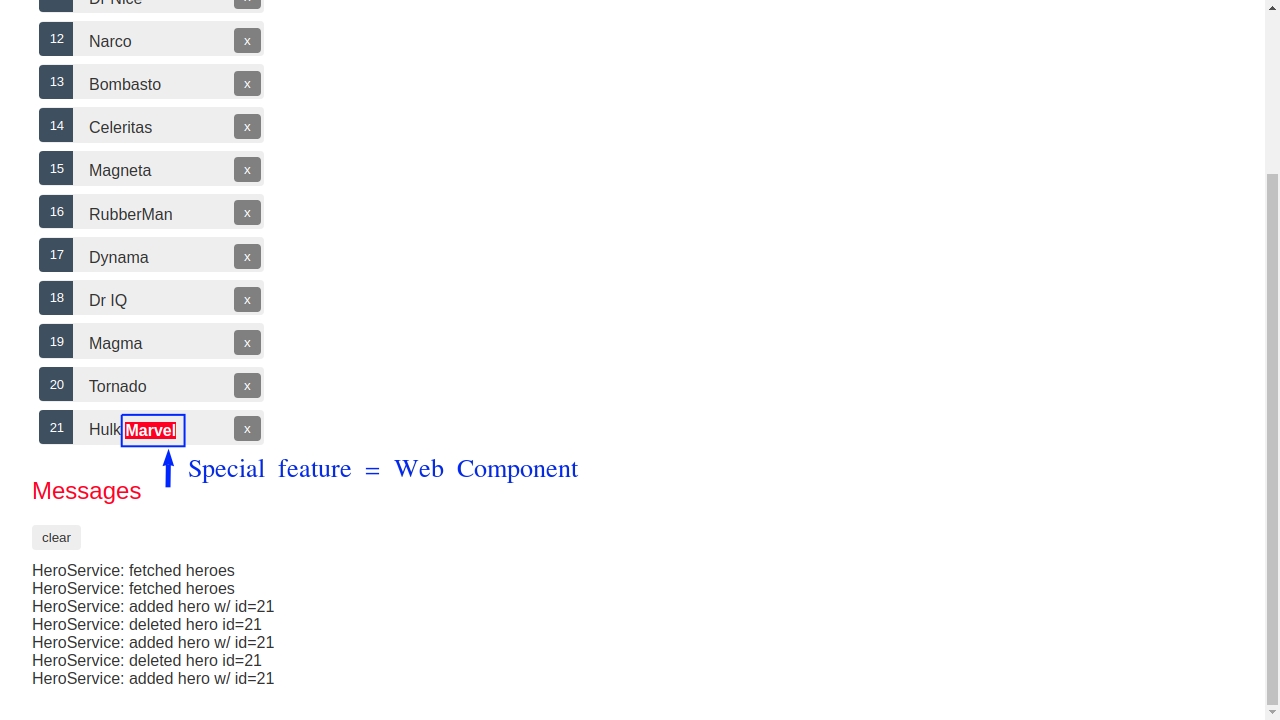 Dr Nice x
12 Narco x
13 Bombasto x
14 Celeritas x
15 Magneta x
16 RubberMan x
17 Dynama x
18 Dr IQ x
19 Magma x
20 Tornado x
21 Hulk Marvel x
Special feature = Web Component
Messages
clear
HeroService: fetched heroes
HeroService: fetched heroes
HeroService: added hero w/ id=21
HeroService: deleted hero id=21
HeroService: added hero w/ id=21
HeroService: deleted hero id=21
HeroService: added hero w/ id=21